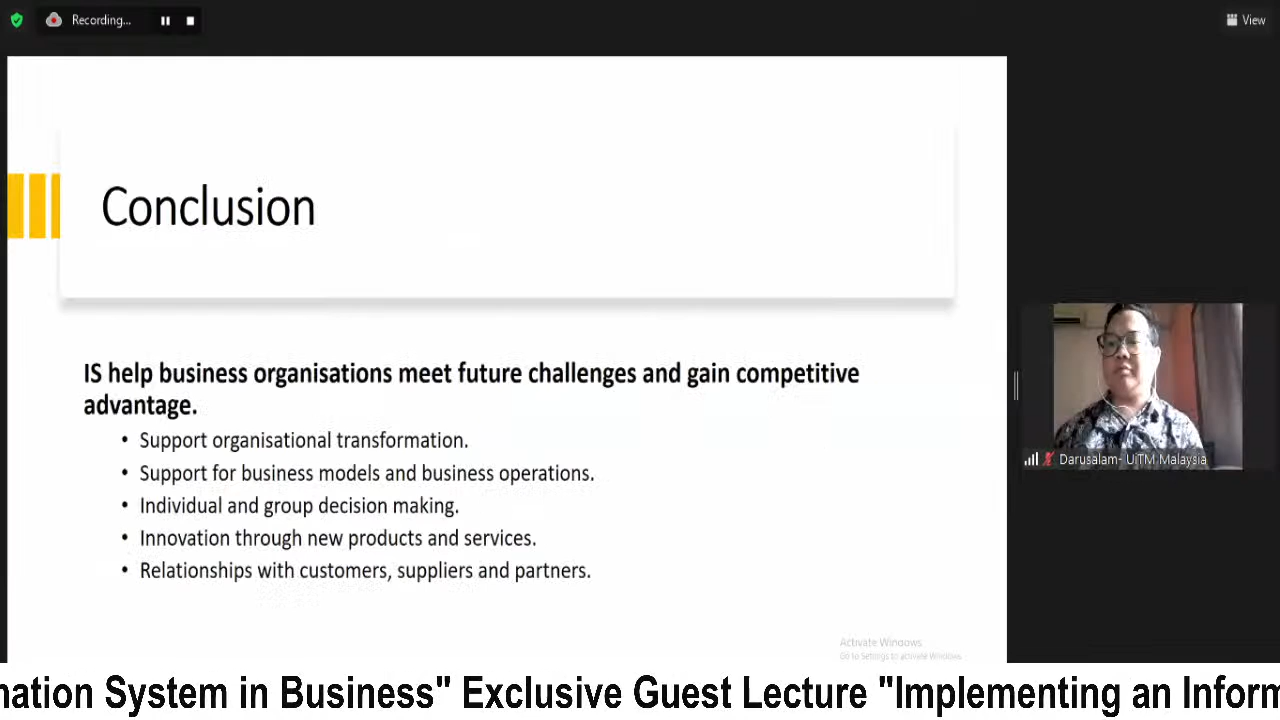 Recording...
View
Conclusion
IS help business organisations meet future challenges and gain competitive
advantage.
• Support organisational transformation.
• Support for business models and business operations.
• Individual and group decision making.
• Innovation through new products and services.
• Relationships with customers, suppliers and partners.
Darusalam- UiTM Malaysia
Activate Windows
Go to Settings to activate Windows.
nation System in Business" Exclusive Guest Lecture "Implementing an Inform